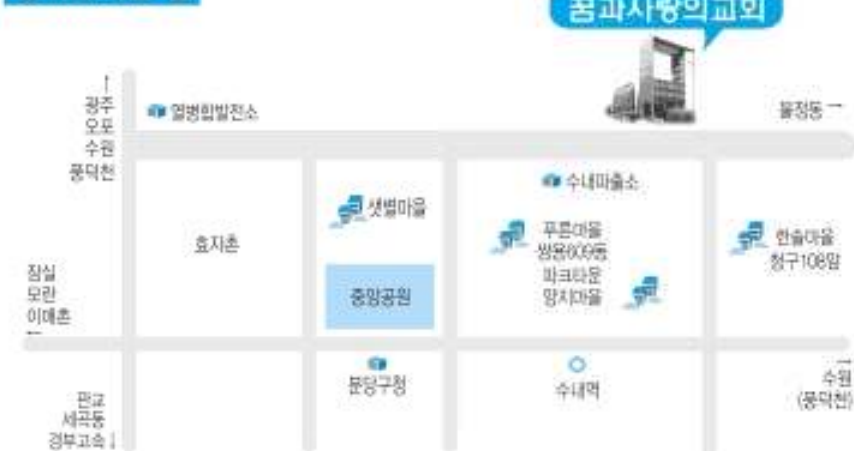 꿈과사랑의교회
↑
광주
오포
수원
풍덕천
열병합발전소
불정동 →
수내파출소
샛별마을
효자촌
푸른마을
쌍용609동
파크타운
양지마을
한솔마을
청구108앞
잠실
모란
이매촌
←
중앙공원
분당구청
수내역
→
수원
(풍덕천)
판교
세곡동
경부고속 ↓